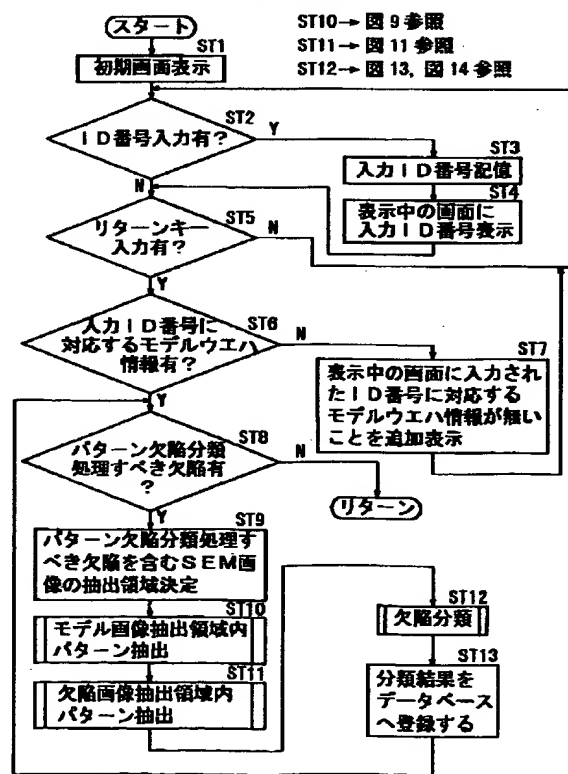 スタート
ST10→ 図9参照
ST11→ 図11参照
ST12→ 図13, 図14参照
ST1
初期画面表示
ST2
ID番号入力有?
Y
N
ST3
入力ID番号記憶
ST4
表示中の画面に
入力ID番号表示
ST5
リターンキー
入力有?
N
Y
ST6
入力ID番号に
対応するモデルウエハ
情報有?
N
Y
ST7
表示中の画面に入力され
たID番号に対応する
モデルウエハ情報が無い
ことを追加表示
ST8
パターン欠陥分類
処理すべき欠陥有
?
N
リターン
Y
ST9
パターン欠陥分類処理す
べき欠陥を含むSEM画
像の抽出領域決定
ST10
モデル画像抽出領域内
パターン抽出
ST11
欠陥画像抽出領域内
パターン抽出
ST12
欠陥分類
ST13
分類結果を
データベース
へ登録する